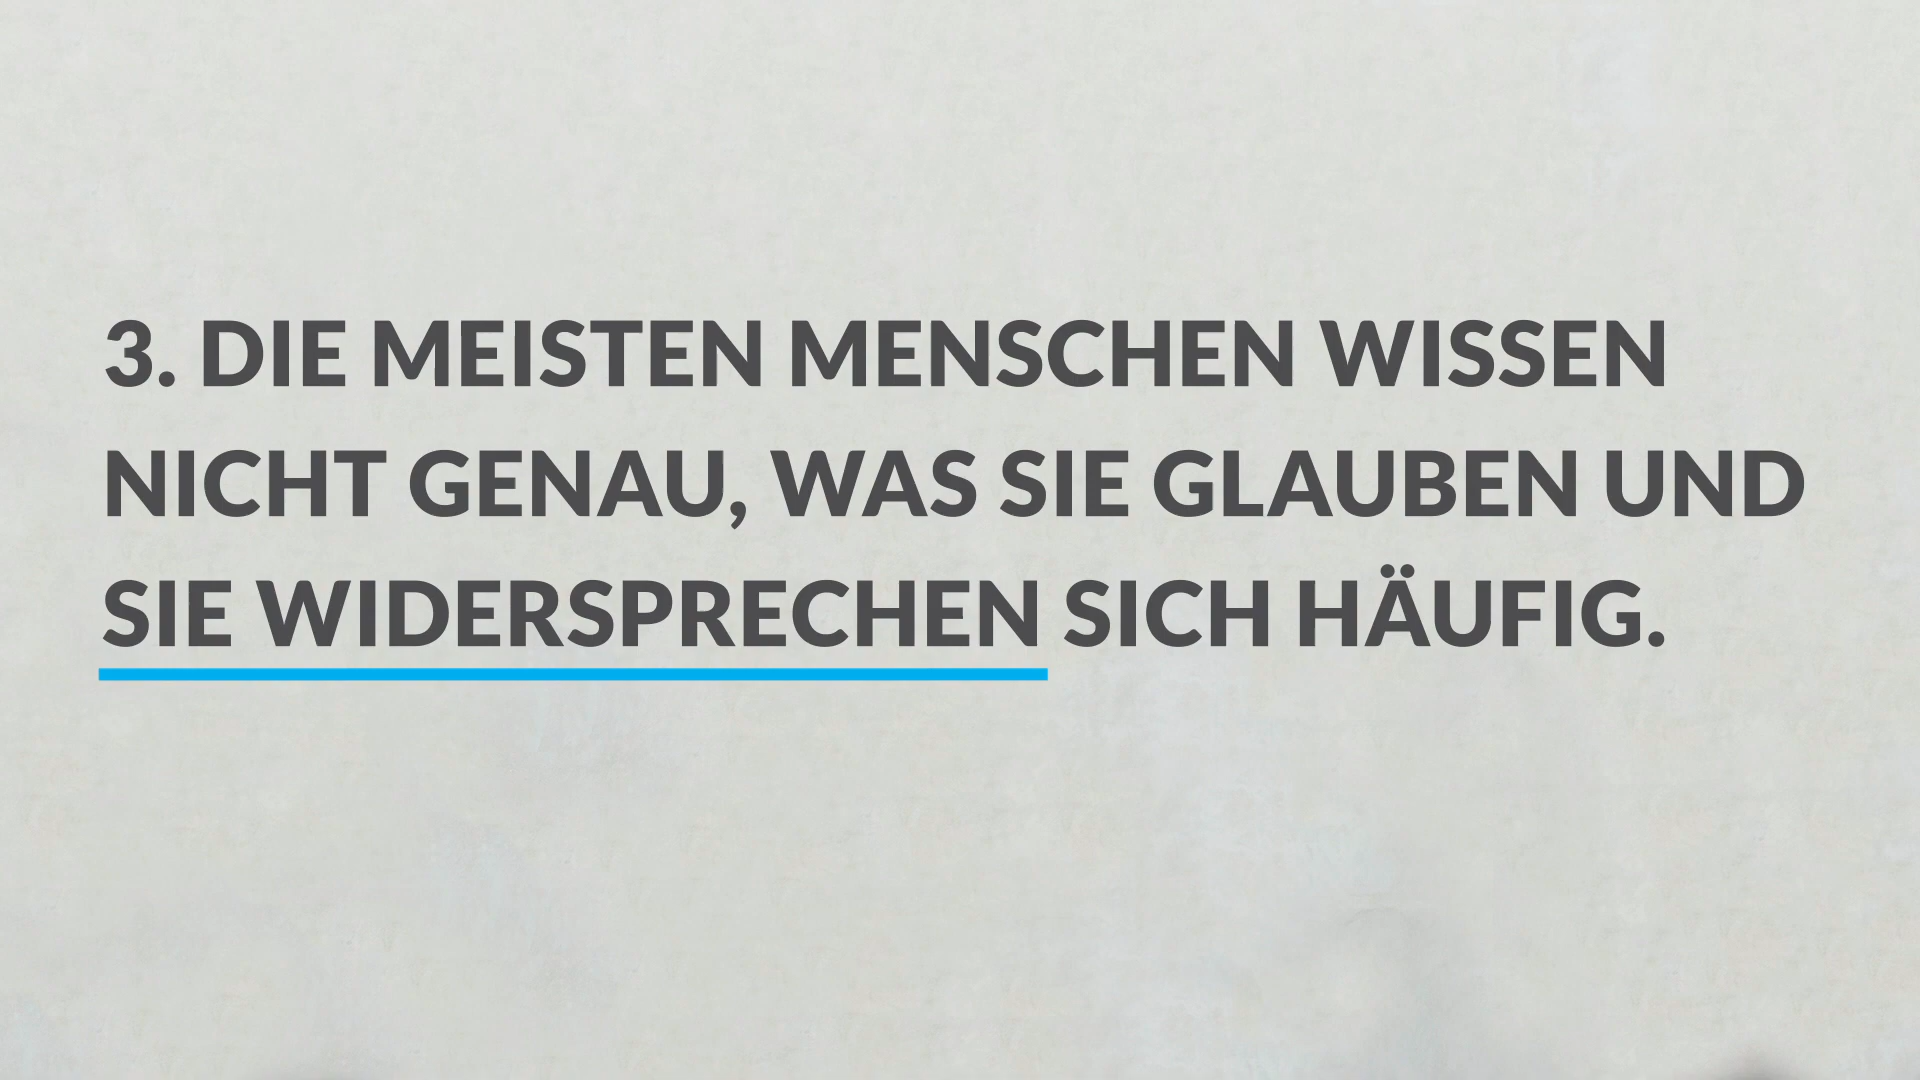 3. DIE MEISTEN MENSCHEN WISSEN
NICHT GENAU, WAS SIE GLAUBEN UND
SIE WIDERSPRECHEN SICH HÄUFIG.